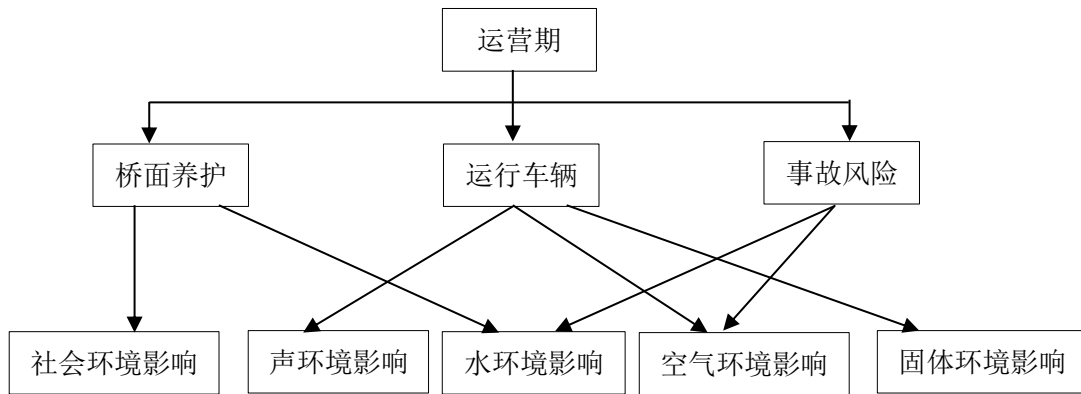 运营期
桥面养护
运行车辆
事故风险
社会环境影响
声环境影响
水环境影响
空气环境影响
固体环境影响